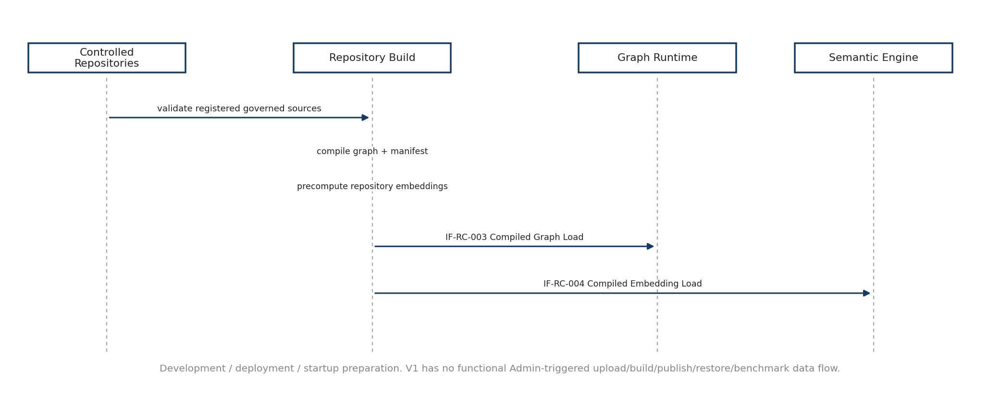 Controlled
Repositories
Repository Build
Graph Runtime
Semantic Engine
validate registered governed sources
compile graph + manifest
precompute repository embeddings
IF-RC-003 Compiled Graph Load
IF-RC-004 Compiled Embedding Load
Development / deployment / startup preparation. V1 has no functional Admin-triggered upload/build/publish/restore/benchmark data flow.